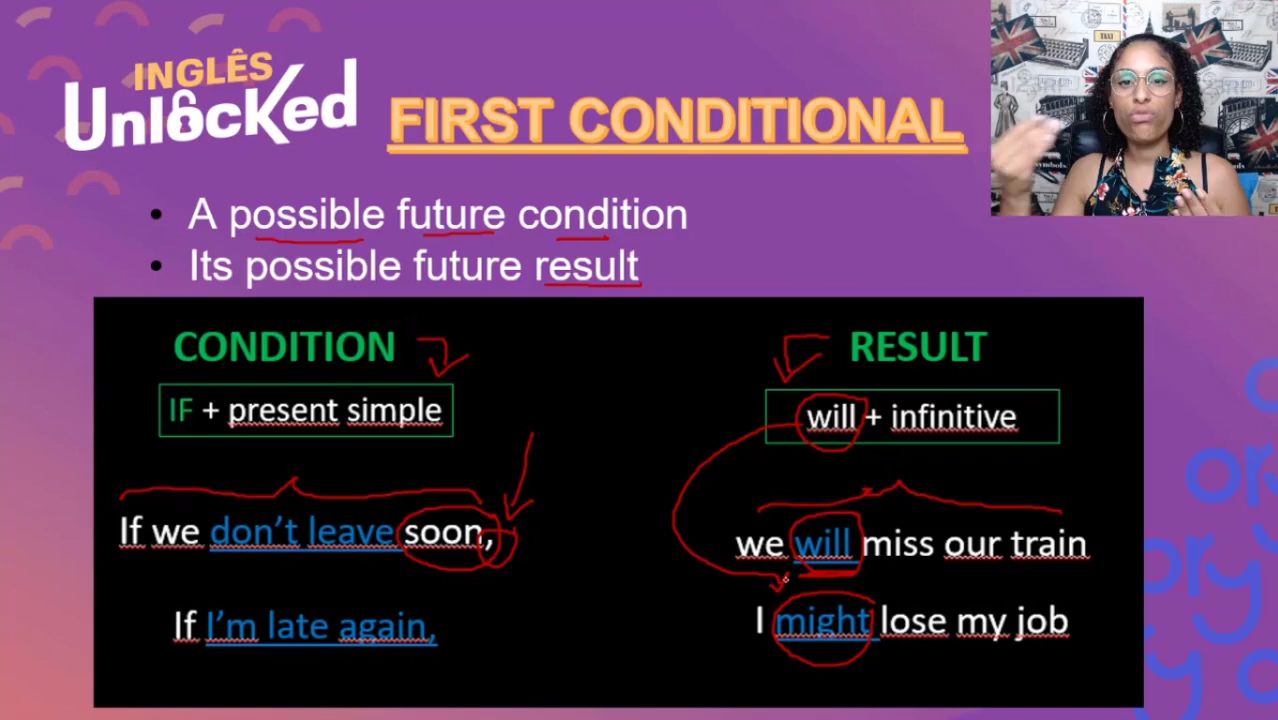 INGLÊS
Unlocked
FIRST CONDITIONAL
• A possible future condition
• Its possible future result
CONDITION
IF + present simple
If we don't leave soon,
If I'm late again,
RESULT
will + infinitive
we will miss our train
I might lose my job
ory